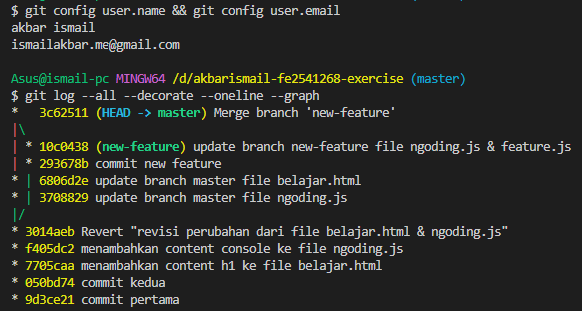 $ git config user.name && git config user.email
akbar ismail
ismailakbar.me@gmail.com
Asus@ismail-pc MINGW64 /d/akbarismail-fe2541268-exercise (master)
$ git log --all --decorate --oneline --graph
*   3c62511 (HEAD -> master) Merge branch 'new-feature'
|\
| * 10c0438 (new-feature) update branch new-feature file ngoding.js & feature.js
| * 293678b commit new feature
* | 6806d2e update branch master file belajar.html
* | 3708829 update branch master file ngoding.js
|/
* 3014aeb Revert "revisi perubahan dari file belajar.html & ngoding.js"
* f405dc2 menambahkan content console ke file ngoding.js
* 7705caa menambahkan content h1 ke file belajar.html
* 050bd74 commit kedua
* 9d3ce21 commit pertama